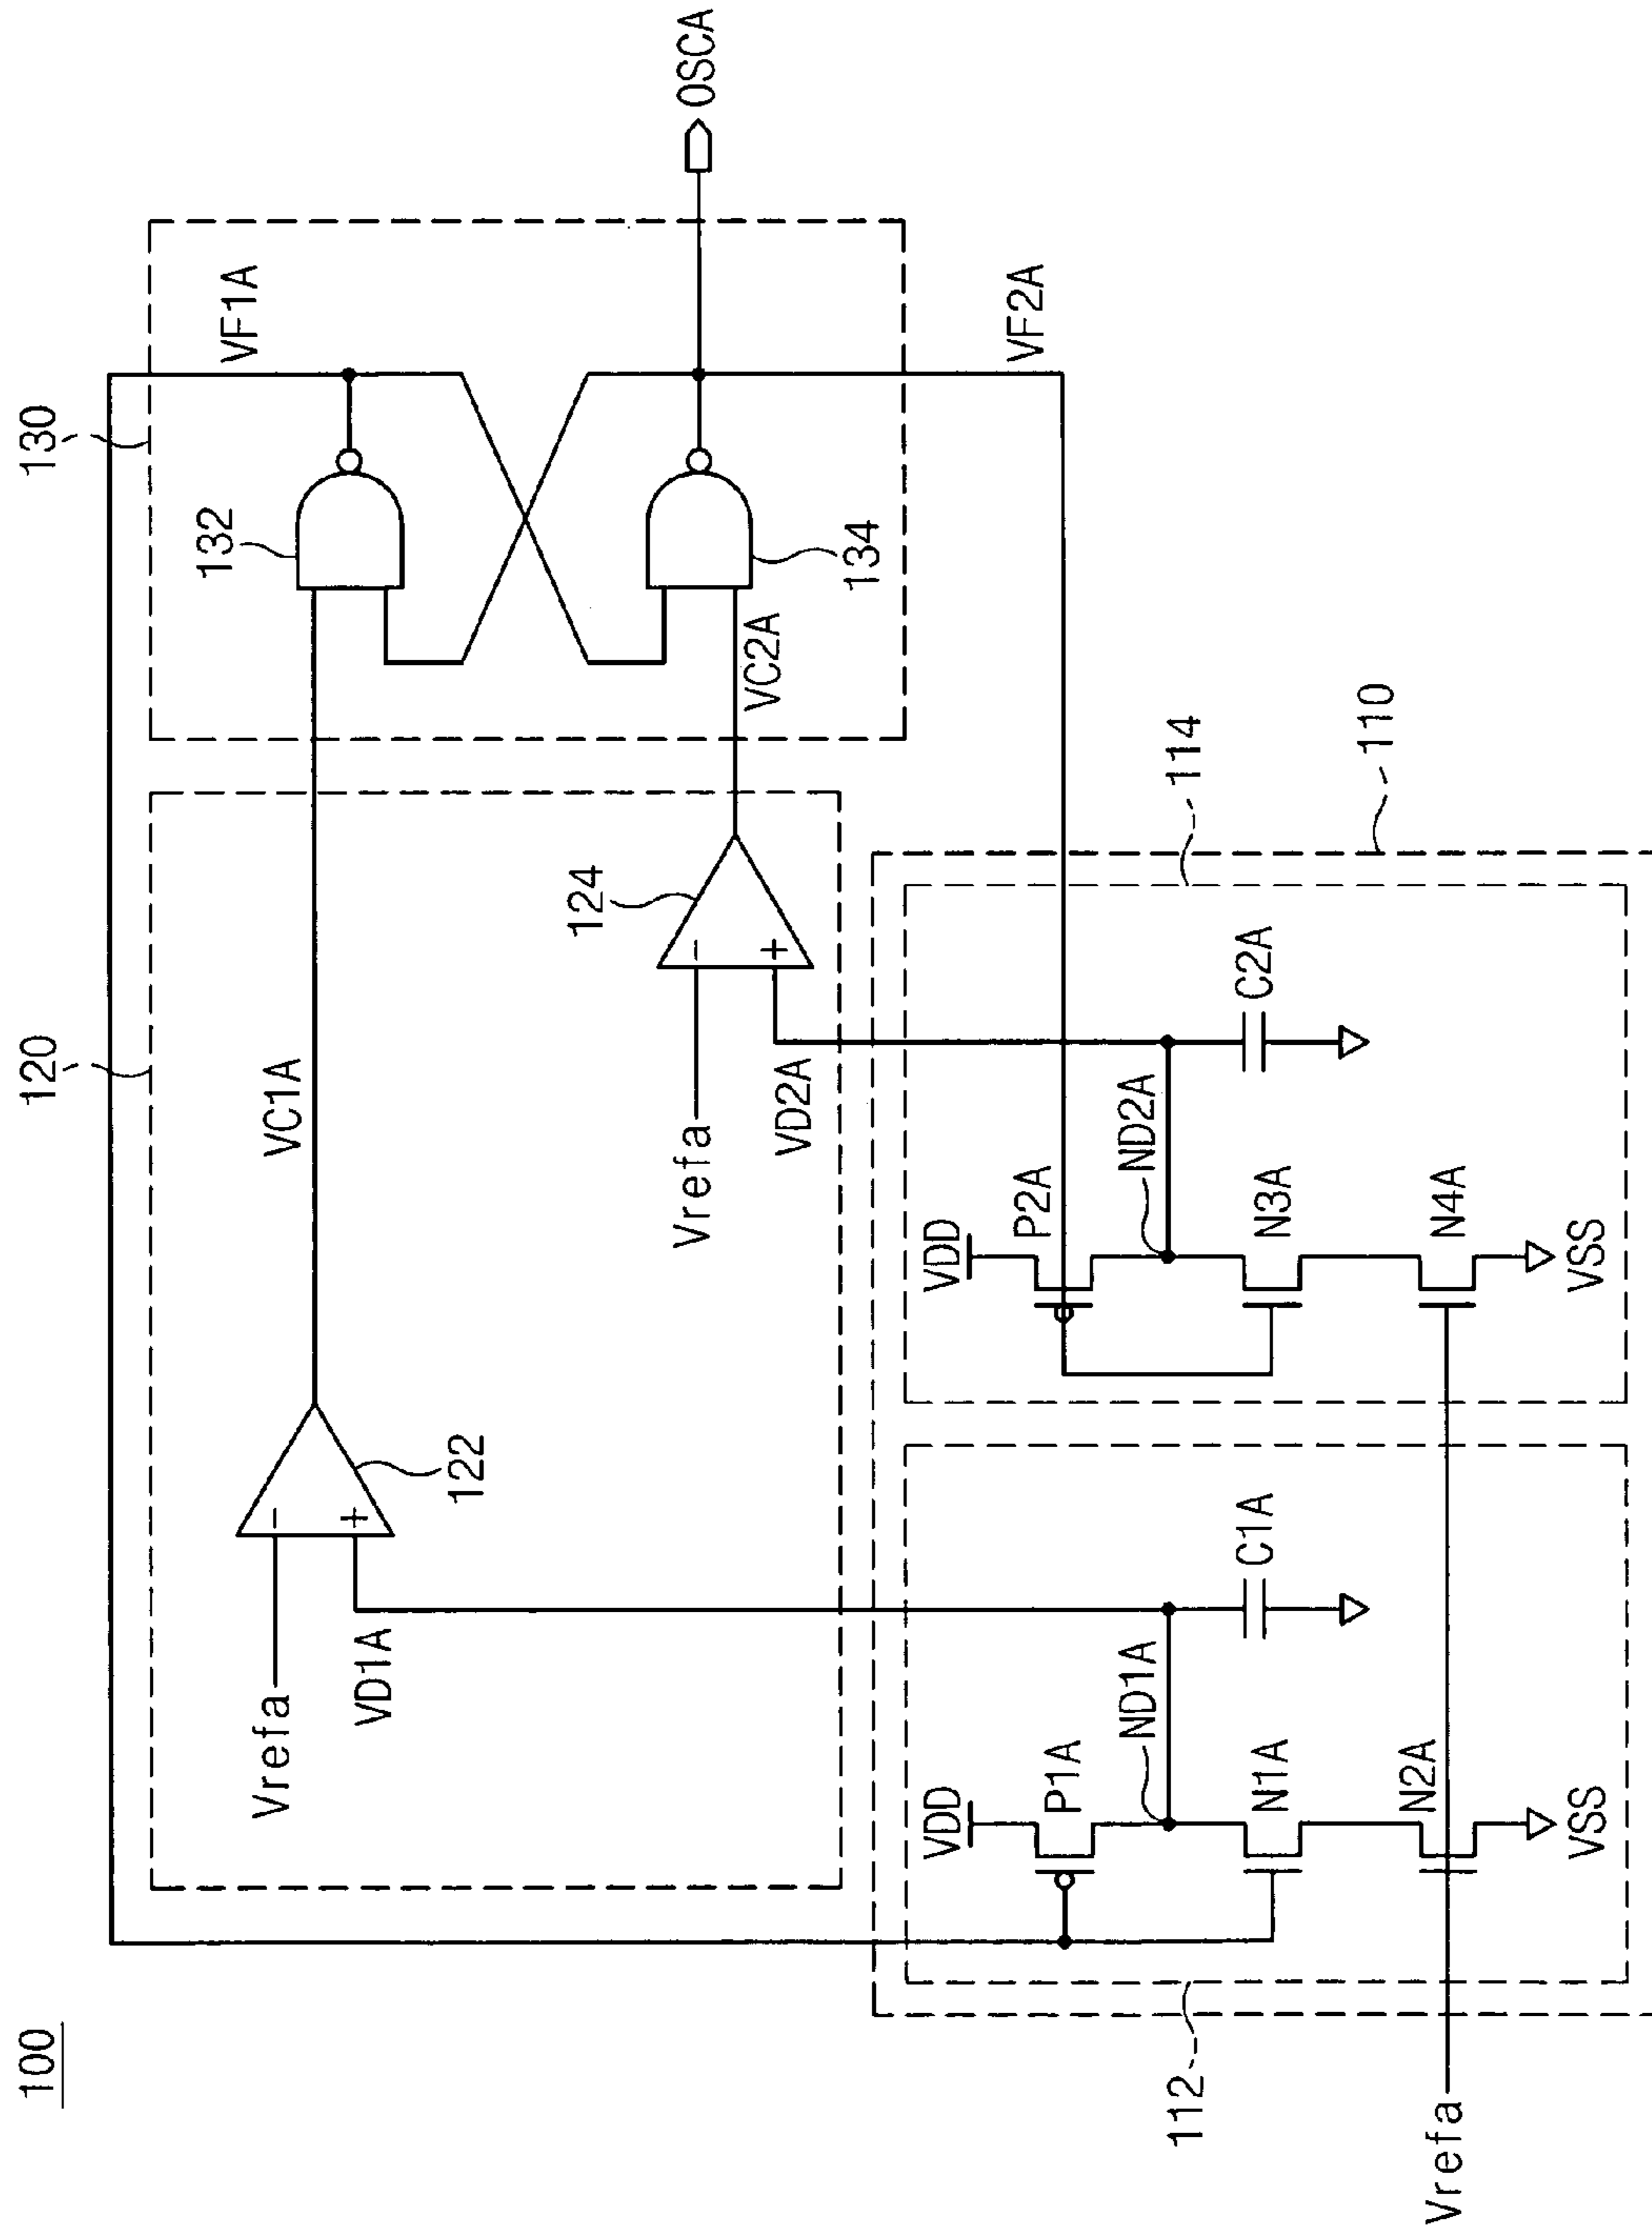 100
130
120
VF1A
132
VC1A
Vrefa
122
VD1A
OSCA
134
VC2A
124
Vrefa
VD2A
VF2A
114
110
112
VDD
P1A
ND1A
N1A
C1A
N2A
VSS
VDD
P2A
ND2A
N3A
C2A
N4A
VSS
Vrefa
-
+
-
+